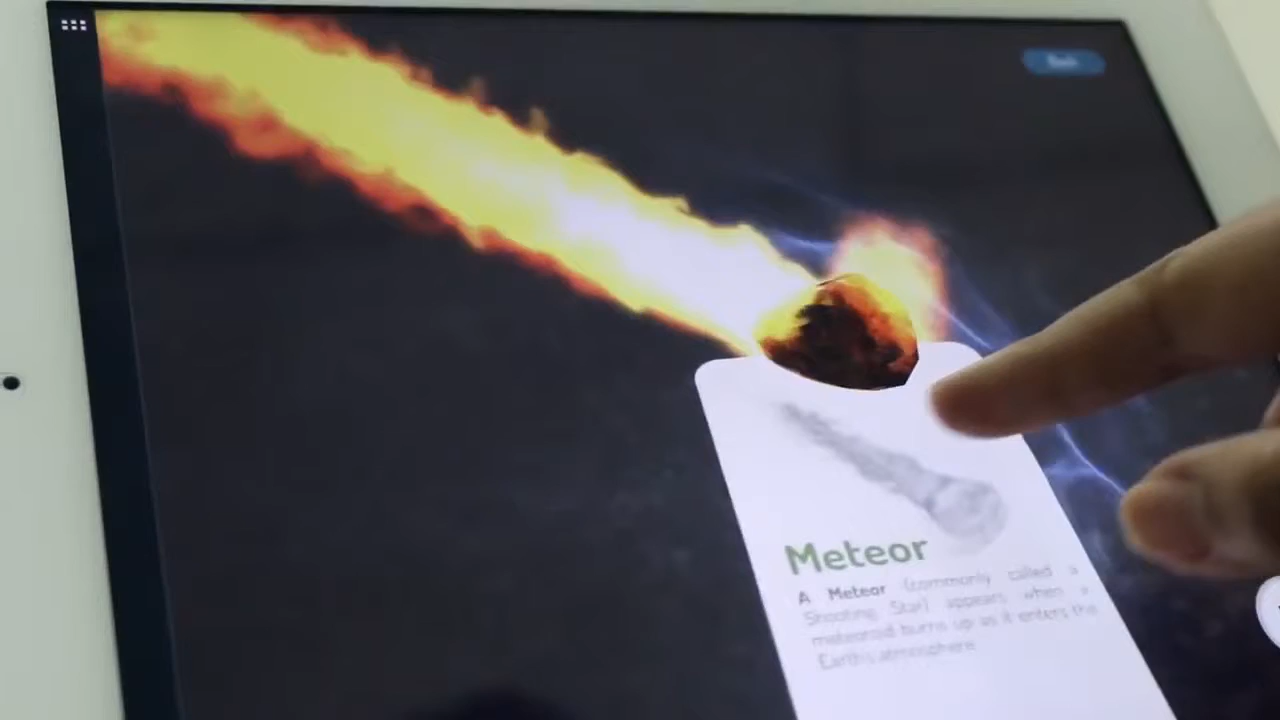 Meteor
A Meteor (commonly called a
Shooting Star) appears when a
meteoroid burns up as it enters the
Earth's atmosphere